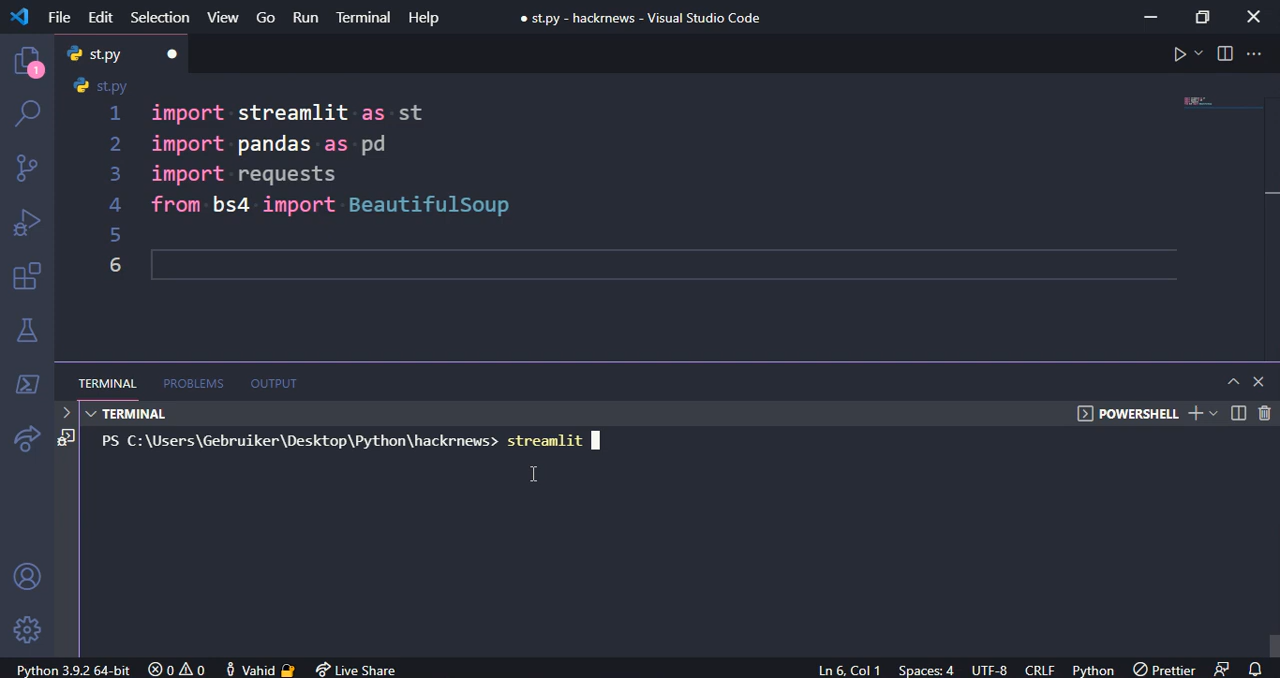 File Edit Selection View Go Run Terminal Help ● st.py - hackrnews - Visual Studio Code
st.py
1
st.py
1 import streamlit as st
2 import pandas as pd
3 import requests
4 from bs4 import BeautifulSoup
5
6
TERMINAL PROBLEMS OUTPUT
TERMINAL POWERSHELL
PS C:\Users\Gebruiker\Desktop\Python\hackrnews> streamlit
Python 3.9.2 64-bit 0 0 Vahid Live Share Ln 6, Col 1 Spaces: 4 UTF-8 CRLF Python Prettier